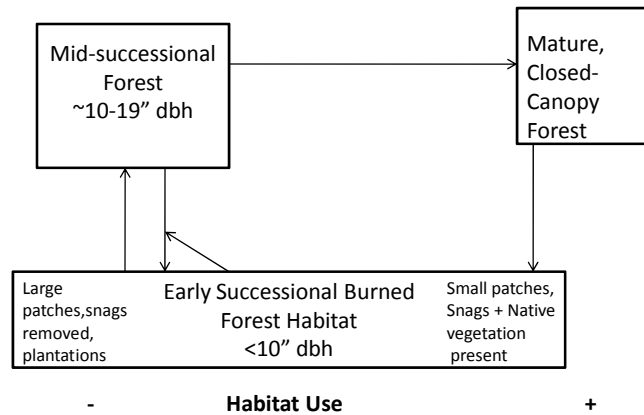 Mid-successional
Forest
~10-19” dbh
Mature,
Closed-
Canopy
Forest
Large
patches,snags
removed,
plantations
Early Successional Burned
Forest Habitat
<10” dbh
Small patches,
Snags + Native
vegetation
present
- Habitat Use +